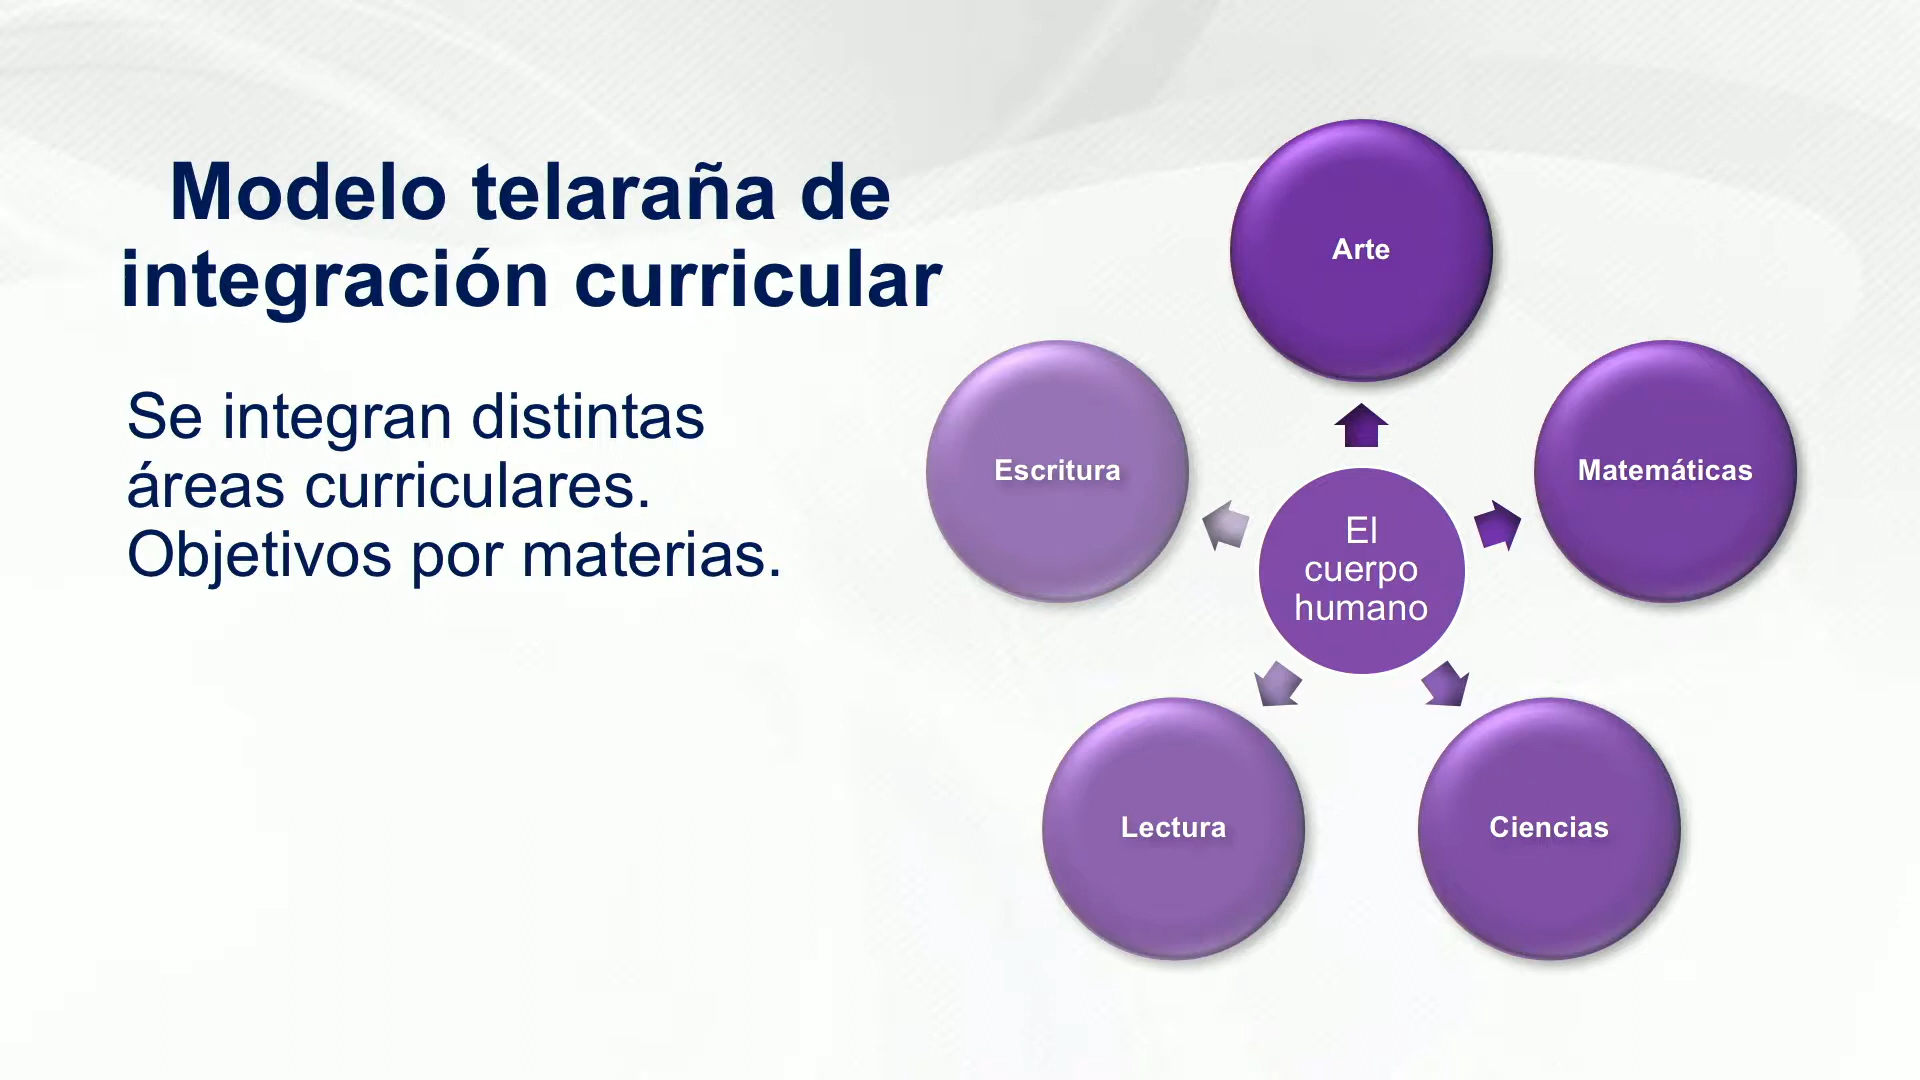 Modelo telaraña de
integración curricular
Se integran distintas
áreas curriculares.
Objetivos por materias.
Arte
Escritura
Matemáticas
El
cuerpo
humano
Lectura
Ciencias